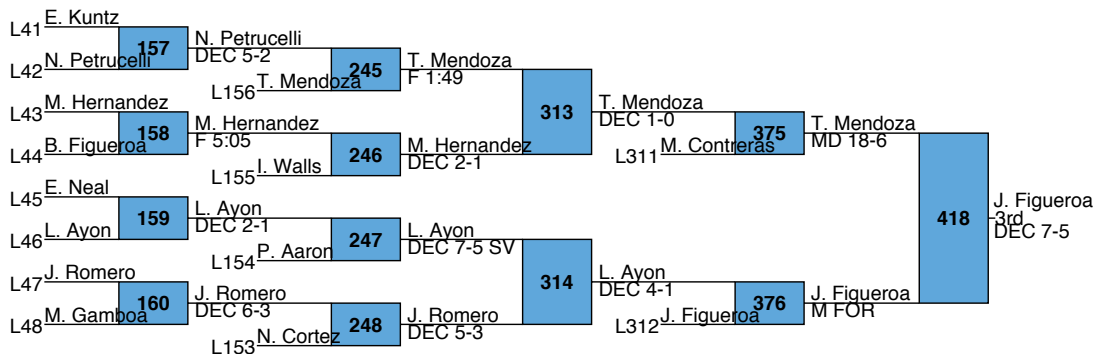 E. Kuntz
L41
157
N. Petrucelli
DEC 5-2
N. Petrucelli
L42
245
T. Mendoza
F 1:49
T. Mendoza
L156
M. Hernandez
L43
313
T. Mendoza
DEC 1-0
158
M. Hernandez
F 5:05
375
T. Mendoza
MD 18-6
B. Figueroa
L44
246
M. Hernandez
DEC 2-1
M. Contreras
L311
I. Walls
L155
E. Neal
L45
159
L. Ayon
DEC 2-1
418
J. Figueroa
3rd
DEC 7-5
L. Ayon
L46
247
L. Ayon
DEC 7-5 SV
P. Aaron
L154
J. Romero
L47
314
L. Ayon
DEC 4-1
160
J. Romero
DEC 6-3
376
J. Figueroa
M FOR
M. Gamboa
L48
248
J. Romero
DEC 5-3
J. Figueroa
L312
N. Cortez
L153